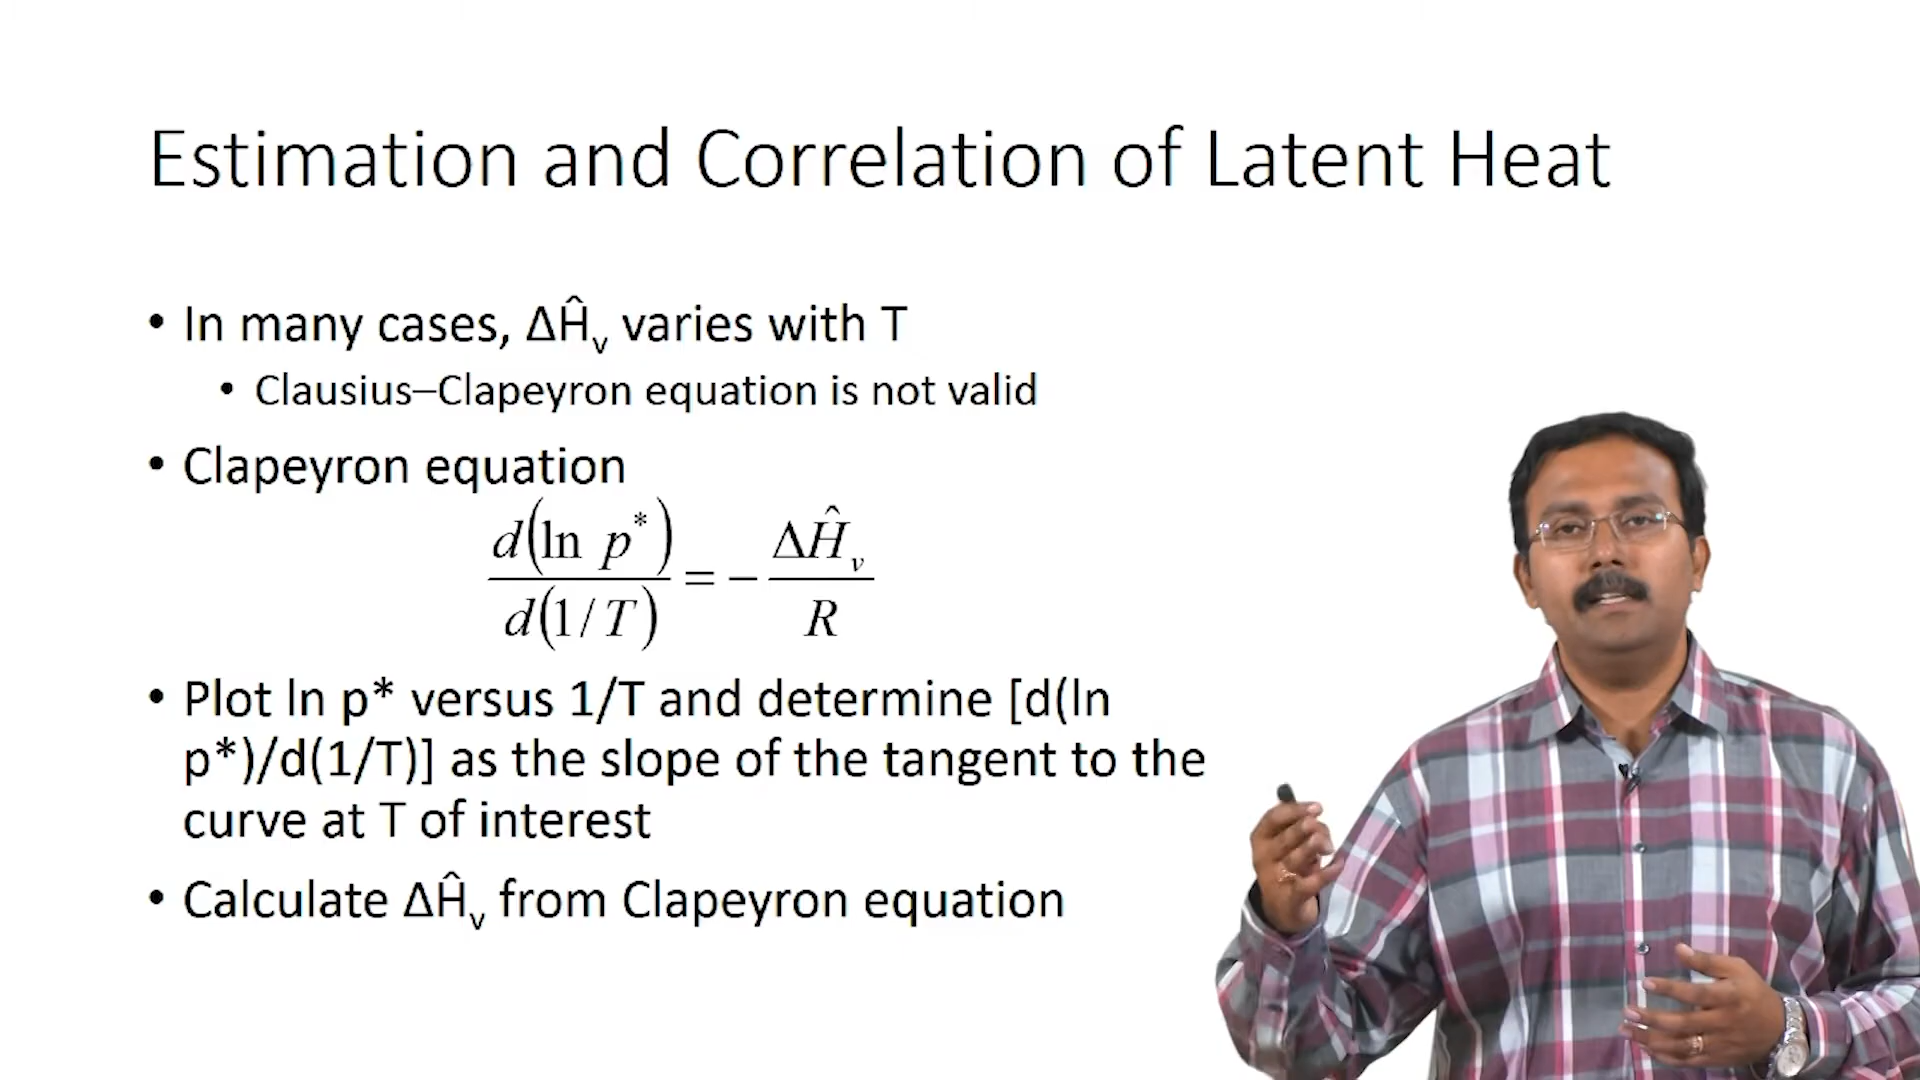 Estimation and Correlation of Latent Heat
• In many cases, ΔĤᵥ varies with T
• Clausius–Clapeyron equation is not valid
• Clapeyron equation
d(ln p*) / d(1/T) = − ΔĤᵥ / R
• Plot ln p* versus 1/T and determine [d(ln
p*)/d(1/T)] as the slope of the tangent to the
curve at T of interest
• Calculate ΔĤᵥ from Clapeyron equation